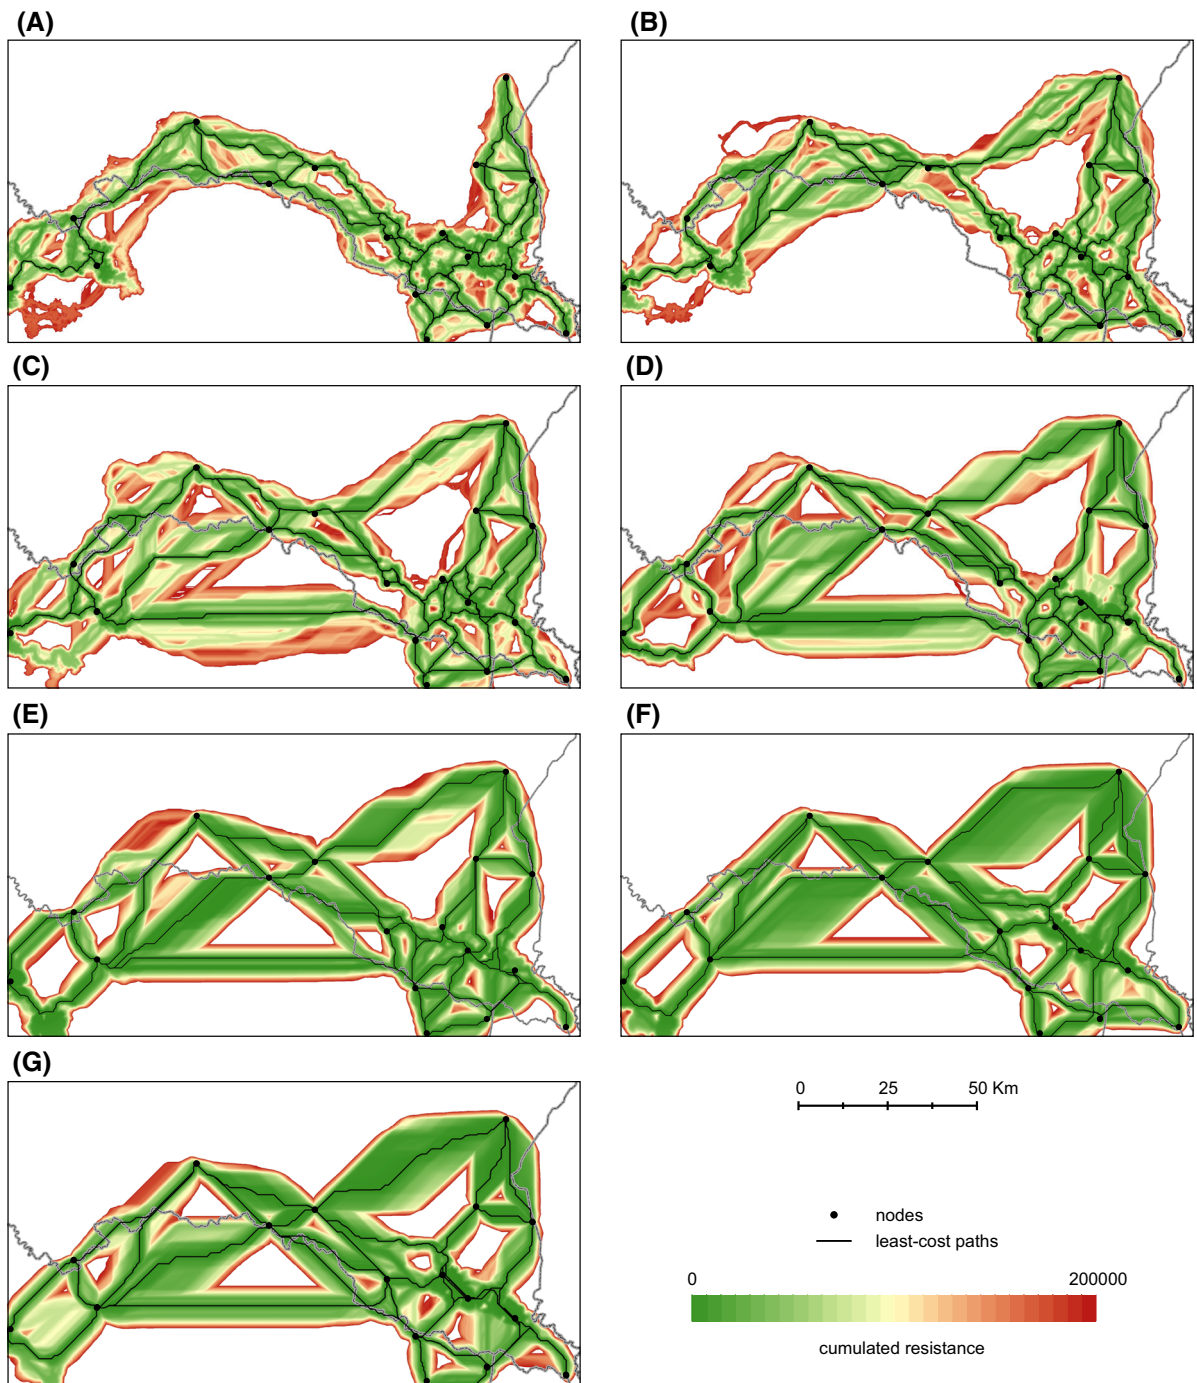 (A)
(B)
(C)
(D)
(E)
(F)
(G)
0 25 50 Km
nodes
least-cost paths
0 200000
cumulated resistance